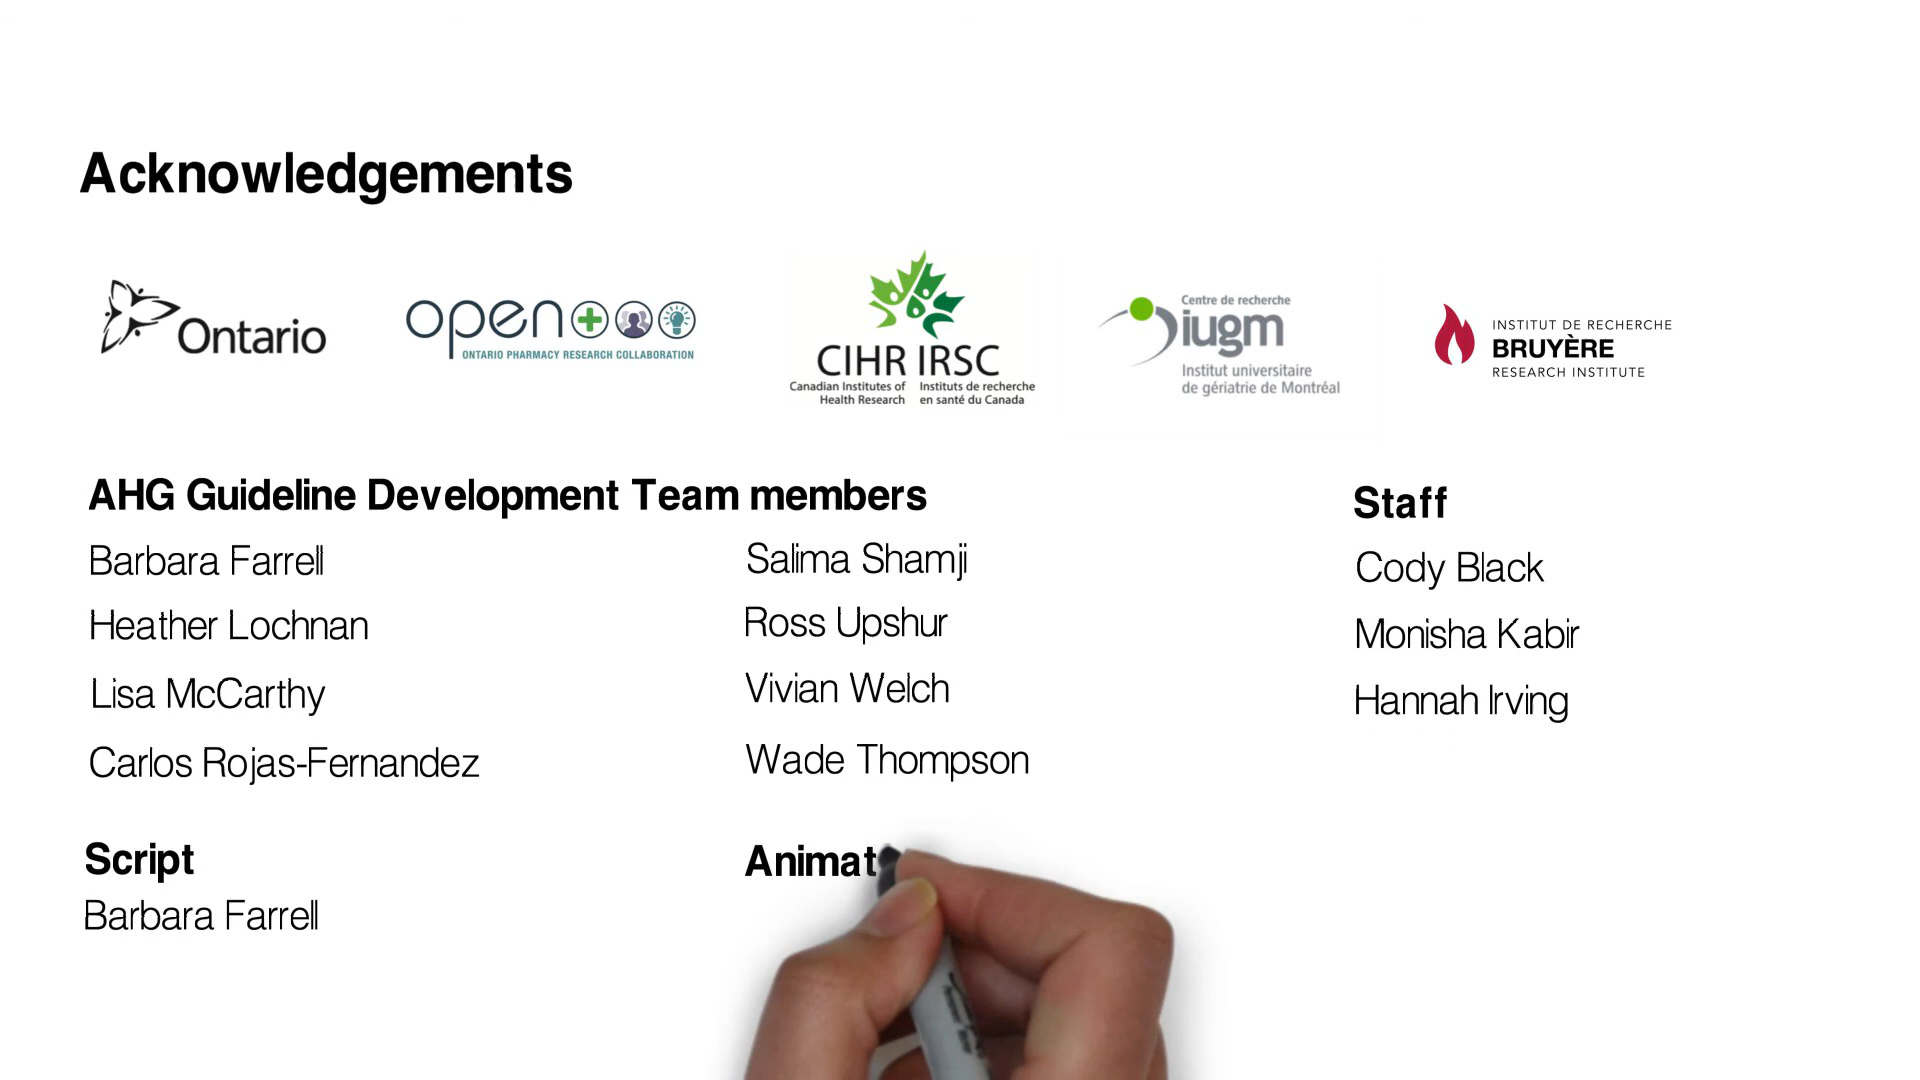 Acknowledgements
Ontario
open
ONTARIO PHARMACY RESEARCH COLLABORATION
CIHR IRSC
Canadian Institutes of Health Research
Instituts de recherche en santé du Canada
Centre de recherche
iugm
Institut universitaire
de gériatrie de Montréal
INSTITUT DE RECHERCHE
BRUYÈRE
RESEARCH INSTITUTE
AHG Guideline Development Team members
Barbara Farrell
Heather Lochnan
Lisa McCarthy
Carlos Rojas-Fernandez
Salima Shamji
Ross Upshur
Vivian Welch
Wade Thompson
Staff
Cody Black
Monisha Kabir
Hannah Irving
Script
Barbara Farrell
Animat